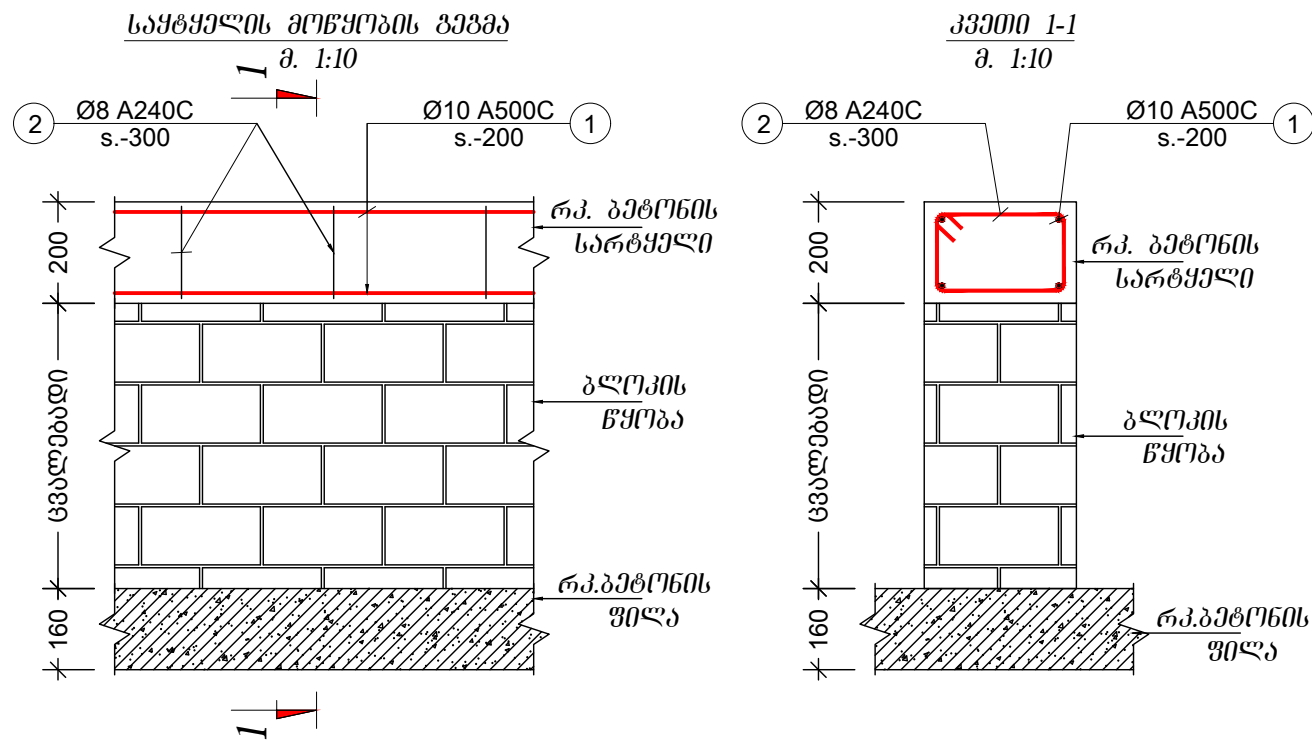 საყტყელის მოწყობის გეგმა
მ. 1:10
1
2
Ø8 A240C
s.-300
Ø10 A500C
s.-200
1
200
რკ. ბეტონის
სარტყელი
ცვალებადი
ბლოკის
წყობა
160
რკ.ბეტონის
ფილა
1
კვეთი 1-1
მ. 1:10
2
Ø8 A240C
s.-300
Ø10 A500C
s.-200
1
200
რკ. ბეტონის
სარტყელი
ცვალებადი
ბლოკის
წყობა
160
რკ.ბეტონის
ფილა